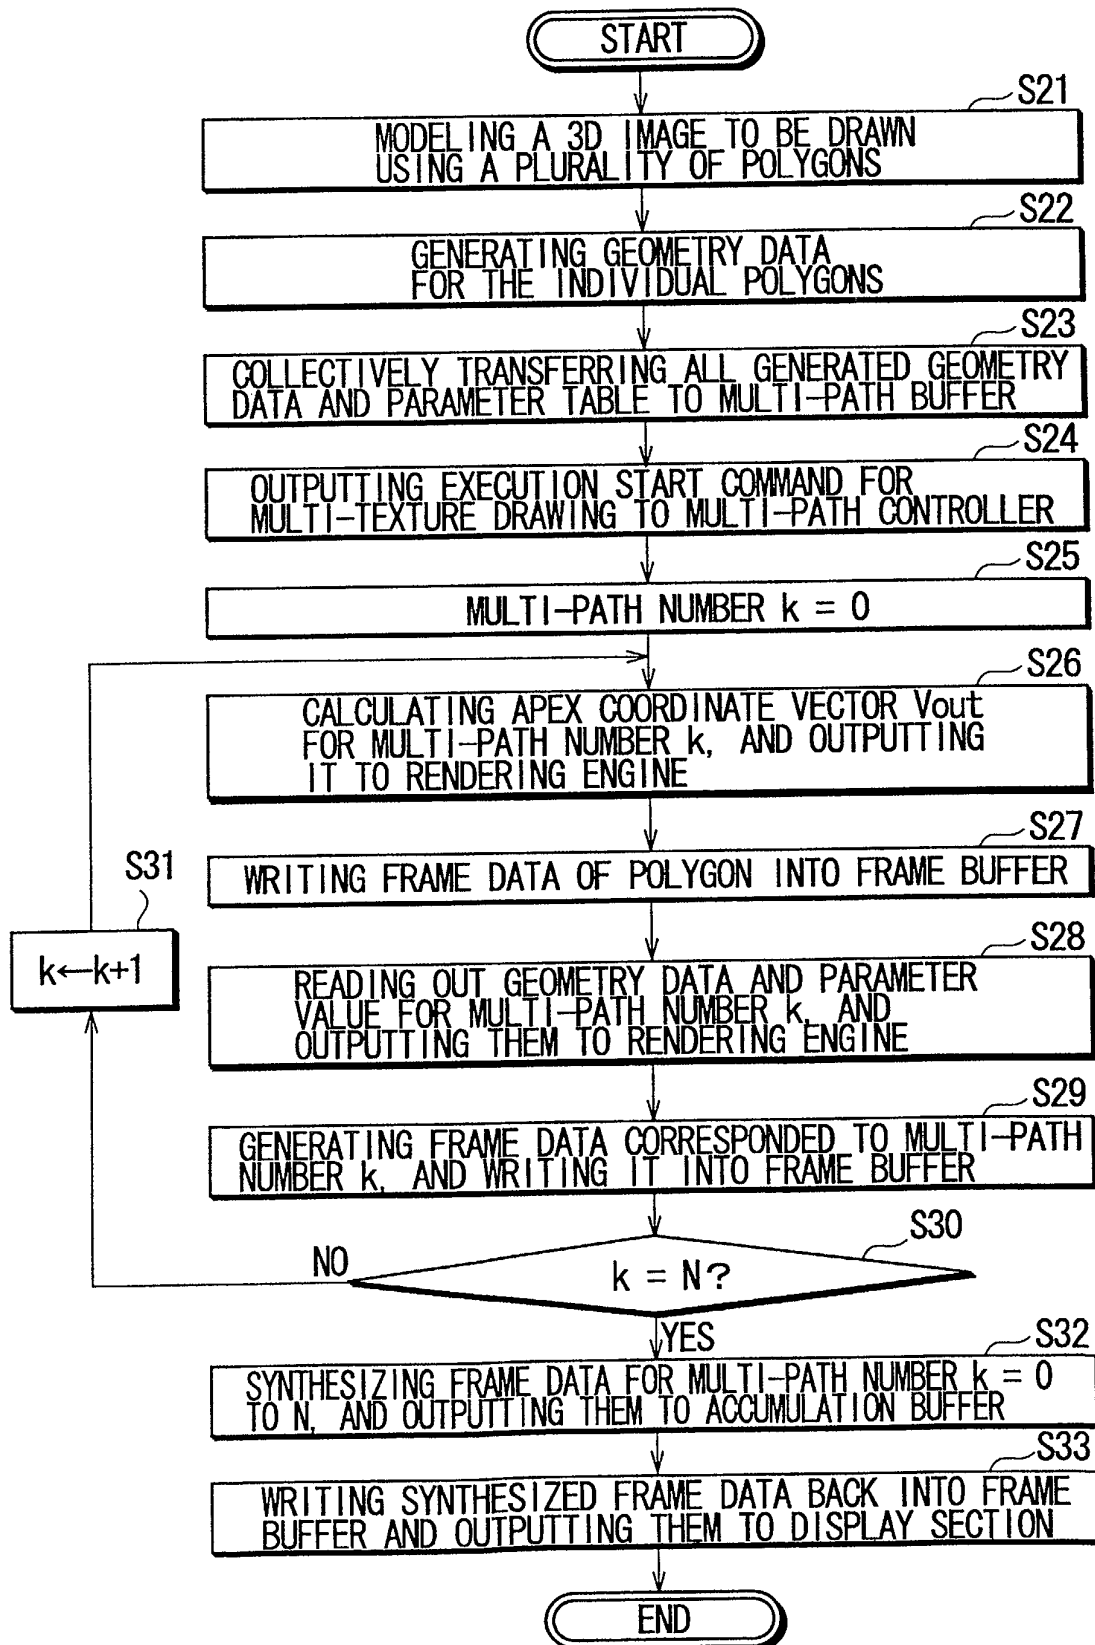 START
S21
MODELING A 3D IMAGE TO BE DRAWN
USING A PLURALITY OF POLYGONS
S22
GENERATING GEOMETRY DATA
FOR THE INDIVIDUAL POLYGONS
S23
COLLECTIVELY TRANSFERRING ALL GENERATED GEOMETRY
DATA AND PARAMETER TABLE TO MULTI-PATH BUFFER
S24
OUTPUTTING EXECUTION START COMMAND FOR
MULTI-TEXTURE DRAWING TO MULTI-PATH CONTROLLER
S25
MULTI-PATH NUMBER k = 0
S26
CALCULATING APEX COORDINATE VECTOR Vout
FOR MULTI-PATH NUMBER k, AND OUTPUTTING
IT TO RENDERING ENGINE
S27
WRITING FRAME DATA OF POLYGON INTO FRAME BUFFER
S31
k←k+1
S28
READING OUT GEOMETRY DATA AND PARAMETER
VALUE FOR MULTI-PATH NUMBER k, AND
OUTPUTTING THEM TO RENDERING ENGINE
S29
GENERATING FRAME DATA CORRESPONDED TO MULTI-PATH
NUMBER k, AND WRITING IT INTO FRAME BUFFER
S30
NO
k = N?
YES
S32
SYNTHESIZING FRAME DATA FOR MULTI-PATH NUMBER k = 0
TO N, AND OUTPUTTING THEM TO ACCUMULATION BUFFER
S33
WRITING SYNTHESIZED FRAME DATA BACK INTO FRAME
BUFFER AND OUTPUTTING THEM TO DISPLAY SECTION
END